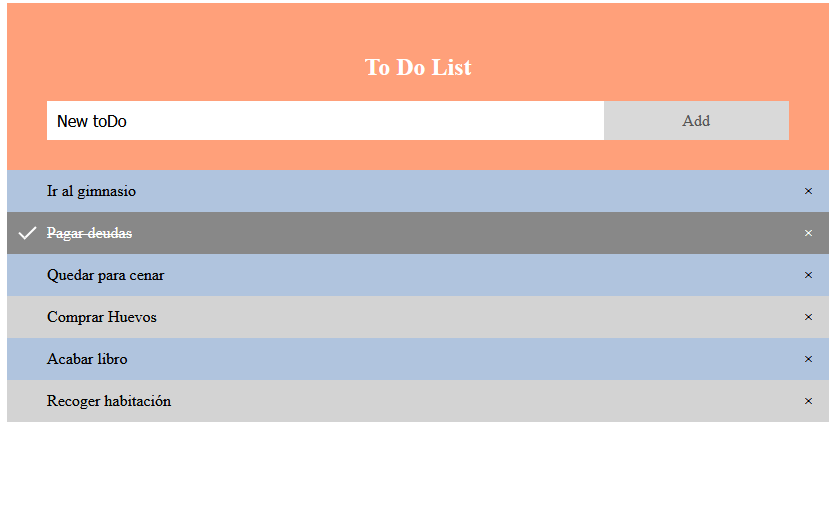 To Do List
New toDo Add
Ir al gimnasio ×
Pagar deudas ×
Quedar para cenar ×
Comprar Huevos ×
Acabar libro ×
Recoger habitación ×